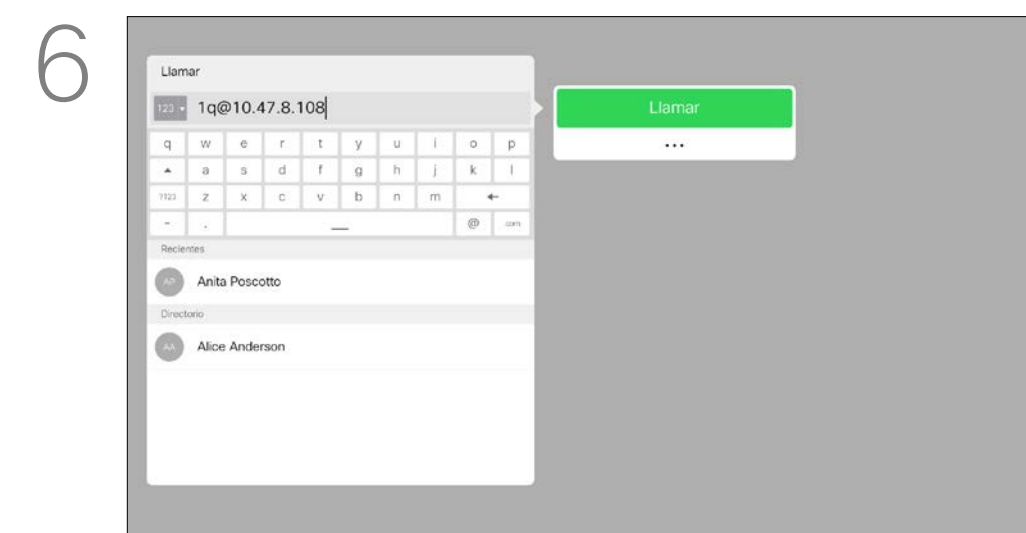 6
Llamar
123 1q@10.47.8.108
Llamar
...
q w e r t y u i o p
a s d f g h j k l
?123 z x c v b n m
- . @ .com
Recientes
AP Anita Poscotto
Directorio
AA Alice Anderson